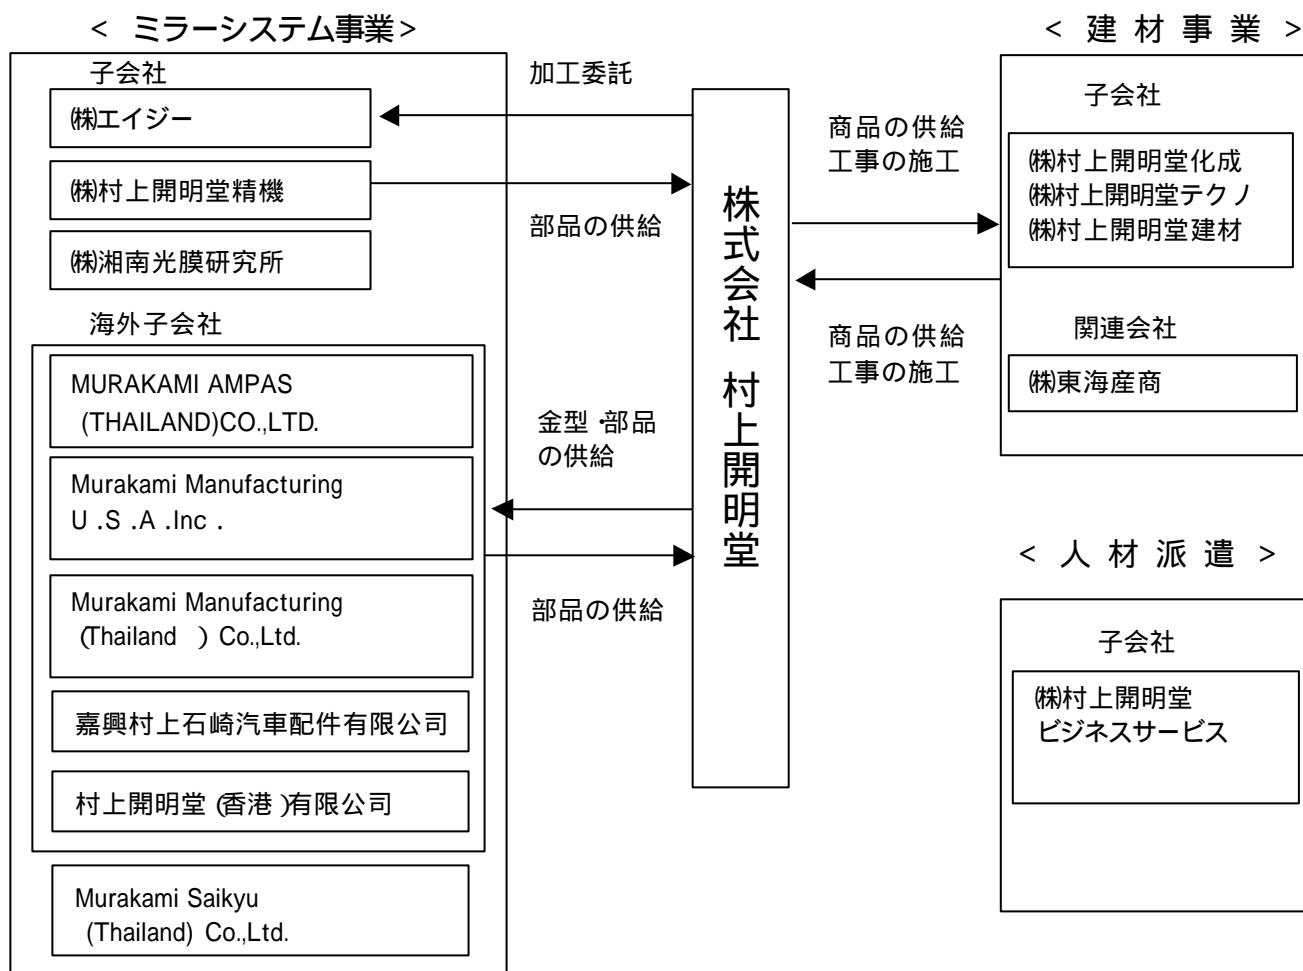 < ミラーシステム事業>
子会社
㈱エイジー
㈱村上開明堂精機
㈱湘南光膜研究所
海外子会社
MURAKAMI AMPAS
(THAILAND)CO.,LTD.
Murakami Manufacturing
U .S .A .Inc .
Murakami Manufacturing
(Thailand ) Co.,Ltd.
嘉興村上石崎汽車配件有限公司
村上開明堂 (香港 )有限公司
Murakami Saikyu
(Thailand) Co.,Ltd.
加工委託
部品の供給
金型 ・部品
の供給
部品の供給
株式会社 村上開明堂
商品の供給
工事の施工
商品の供給
工事の施工
< 建 材 事 業 >
子会社
㈱村上開明堂化成
㈱村上開明堂テクノ
㈱村上開明堂建材
関連会社
㈱東海産商
< 人 材 派 遣 >
子会社
㈱村上開明堂
ビジネスサービス